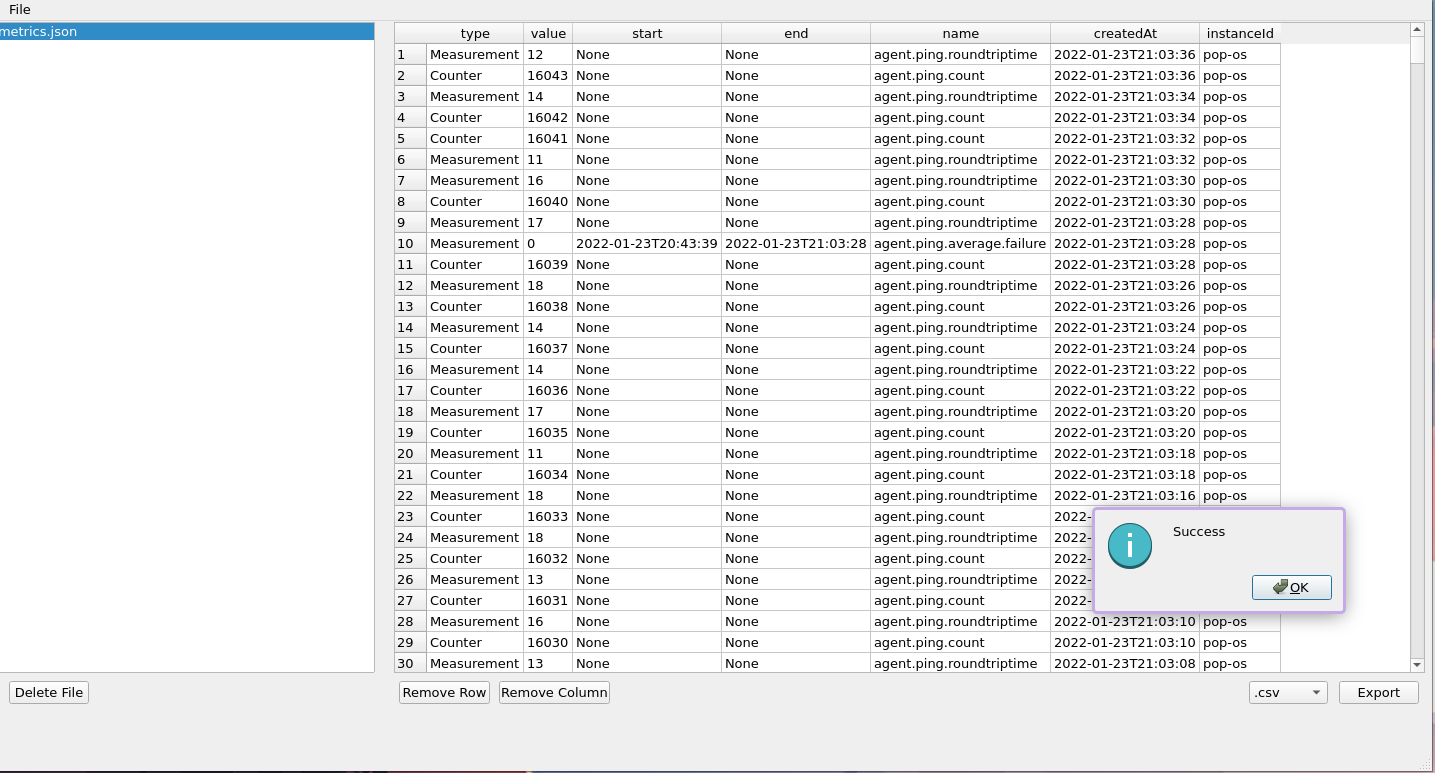 File
metrics.json
type value start end name createdAt instanceId
1 Measurement 12 None None agent.ping.roundtriptime 2022-01-23T21:03:36 pop-os
2 Counter 16043 None None agent.ping.count 2022-01-23T21:03:36 pop-os
3 Measurement 14 None None agent.ping.roundtriptime 2022-01-23T21:03:34 pop-os
4 Counter 16042 None None agent.ping.count 2022-01-23T21:03:34 pop-os
5 Counter 16041 None None agent.ping.count 2022-01-23T21:03:32 pop-os
6 Measurement 11 None None agent.ping.roundtriptime 2022-01-23T21:03:32 pop-os
7 Measurement 16 None None agent.ping.roundtriptime 2022-01-23T21:03:30 pop-os
8 Counter 16040 None None agent.ping.count 2022-01-23T21:03:30 pop-os
9 Measurement 17 None None agent.ping.roundtriptime 2022-01-23T21:03:28 pop-os
10 Measurement 0 2022-01-23T20:43:39 2022-01-23T21:03:28 agent.ping.average.failure 2022-01-23T21:03:28 pop-os
11 Counter 16039 None None agent.ping.count 2022-01-23T21:03:28 pop-os
12 Measurement 18 None None agent.ping.roundtriptime 2022-01-23T21:03:26 pop-os
13 Counter 16038 None None agent.ping.count 2022-01-23T21:03:26 pop-os
14 Measurement 14 None None agent.ping.roundtriptime 2022-01-23T21:03:24 pop-os
15 Counter 16037 None None agent.ping.count 2022-01-23T21:03:24 pop-os
16 Measurement 14 None None agent.ping.roundtriptime 2022-01-23T21:03:22 pop-os
17 Counter 16036 None None agent.ping.count 2022-01-23T21:03:22 pop-os
18 Measurement 17 None None agent.ping.roundtriptime 2022-01-23T21:03:20 pop-os
19 Counter 16035 None None agent.ping.count 2022-01-23T21:03:20 pop-os
20 Measurement 11 None None agent.ping.roundtriptime 2022-01-23T21:03:18 pop-os
21 Counter 16034 None None agent.ping.count 2022-01-23T21:03:18 pop-os
22 Measurement 18 None None agent.ping.roundtriptime 2022-01-23T21:03:16 pop-os
23 Counter 16033 None None agent.ping.count 2022-
24 Measurement 18 None None agent.ping.roundtriptime 2022-
25 Counter 16032 None None agent.ping.count 2022-
26 Measurement 13 None None agent.ping.roundtriptime 2022-
27 Counter 16031 None None agent.ping.count 2022-
28 Measurement 16 None None agent.ping.roundtriptime 2022-01-23T21:03:10 pop-os
29 Counter 16030 None None agent.ping.count 2022-01-23T21:03:10 pop-os
30 Measurement 13 None None agent.ping.roundtriptime 2022-01-23T21:03:08 pop-os
Success
OK
Delete File Remove Row Remove Column .csv Export